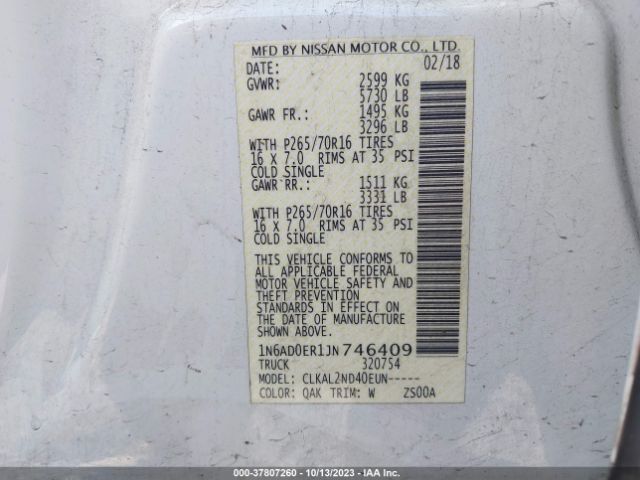 MFD BY NISSAN MOTOR CO., LTD.
DATE: 02/18
GVWR: 2599 KG
5730 LB
GAWR FR.: 1495 KG
3296 LB
WITH P265/70R16 TIRES
16 X 7.0 RIMS AT 35 PSI
COLD SINGLE
GAWR RR.: 1511 KG
3331 LB
WITH P265/70R16 TIRES
16 X 7.0 RIMS AT 35 PSI
COLD SINGLE
THIS VEHICLE CONFORMS TO
ALL APPLICABLE FEDERAL
MOTOR VEHICLE SAFETY AND
THEFT PREVENTION
STANDARDS IN EFFECT ON
THE DATE OF MANUFACTURE
SHOWN ABOVE.
1N6AD0ER1JN746409
TRUCK 320754
MODEL: CLKAL2ND40EUN-----
COLOR: QAK TRIM: W ZS00A
000-37807260 - 10/13/2023 - IAA Inc.